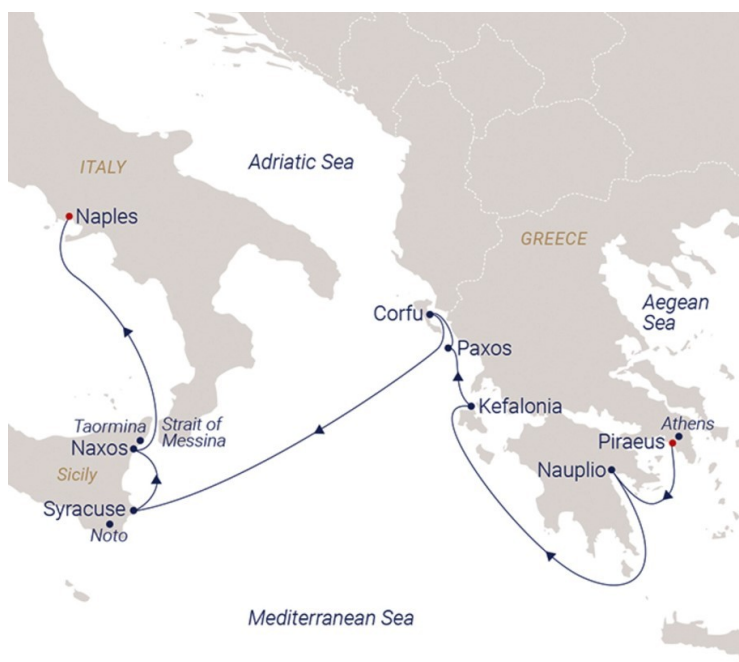 ITALY
Adriatic Sea
Naples
GREECE
Aegean
Sea
Corfu
Paxos
Kefalonia
Taormina
Strait of
Messina
Athens
Piraeus
Naxos
Nauplio
Sicily
Syracuse
Noto
Mediterranean Sea